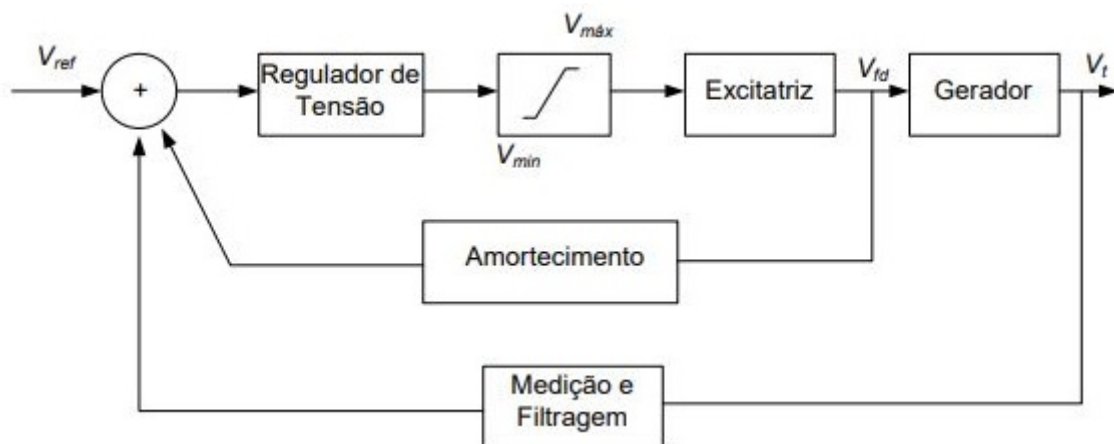 V_ref
+
Regulador de
Tensão
V_máx
V_min
Excitatriz
V_fd
Gerador
V_t
Amortecimento
Medição e
Filtragem